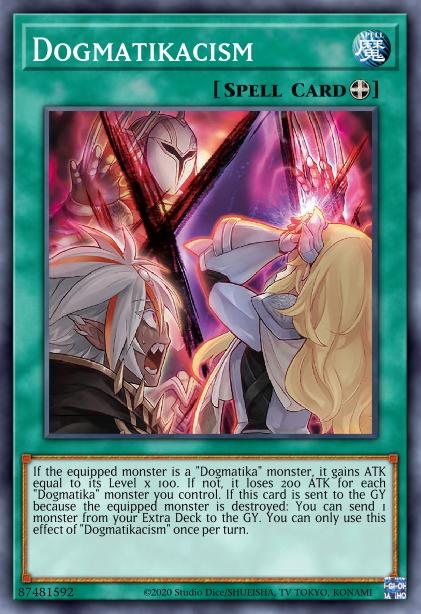 DOGMATIKACISM
SPELL
魔
[SPELL CARD]
If the equipped monster is a "Dogmatika" monster, it gains ATK
equal to its Level x 100. If not, it loses 200 ATK for each
"Dogmatika" monster you control. If this card is sent to the GY
because the equipped monster is destroyed: You can send 1
monster from your Extra Deck to the GY. You can only use this
effect of "Dogmatikacism" once per turn.
87481592
©2020 Studio Dice/SHUEISHA, TV TOKYO, KONAMI